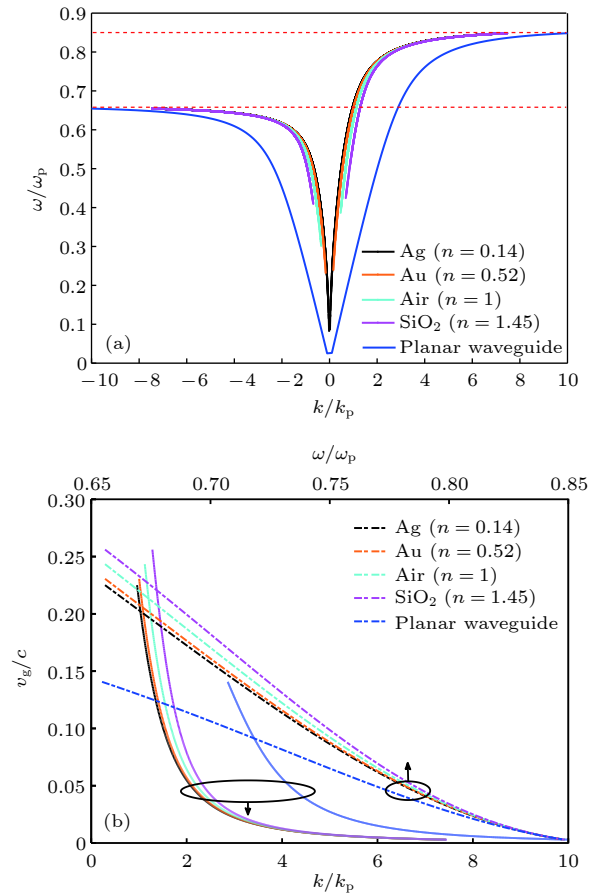 0.9
0.8
0.7
0.6
0.5
0.4
0.3
0.2
0.1
0
ω/ωp
Ag (n = 0.14)
Au (n = 0.52)
Air (n = 1)
SiO₂ (n = 1.45)
Planar waveguide
(a)
−10 −8 −6 −4 −2 0 2 4 6 8 10
k/kp
ω/ωp
0.65 0.70 0.75 0.80 0.85
0.30
0.25
0.20
0.15
0.10
0.05
0
vg/c
Ag (n = 0.14)
Au (n = 0.52)
Air (n = 1)
SiO₂ (n = 1.45)
Planar waveguide
(b)
0 2 4 6 8 10
k/kp